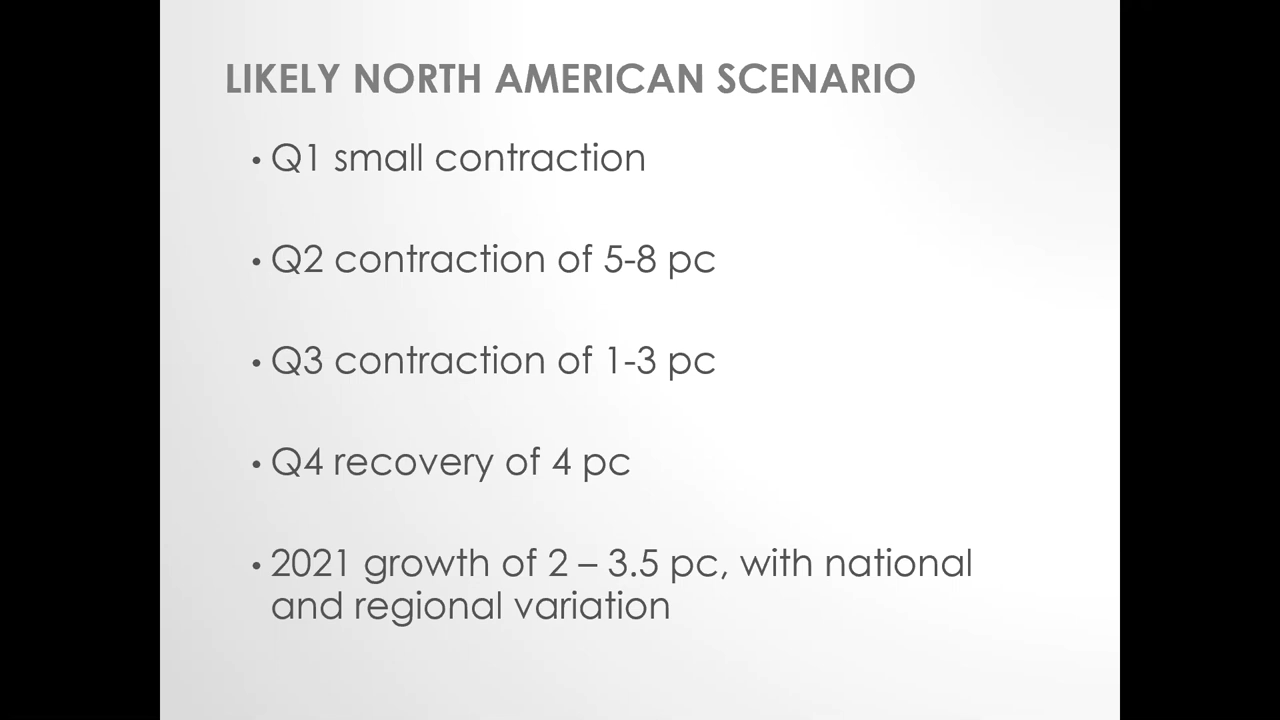 LIKELY NORTH AMERICAN SCENARIO
• Q1 small contraction
• Q2 contraction of 5-8 pc
• Q3 contraction of 1-3 pc
• Q4 recovery of 4 pc
• 2021 growth of 2 – 3.5 pc, with national
and regional variation